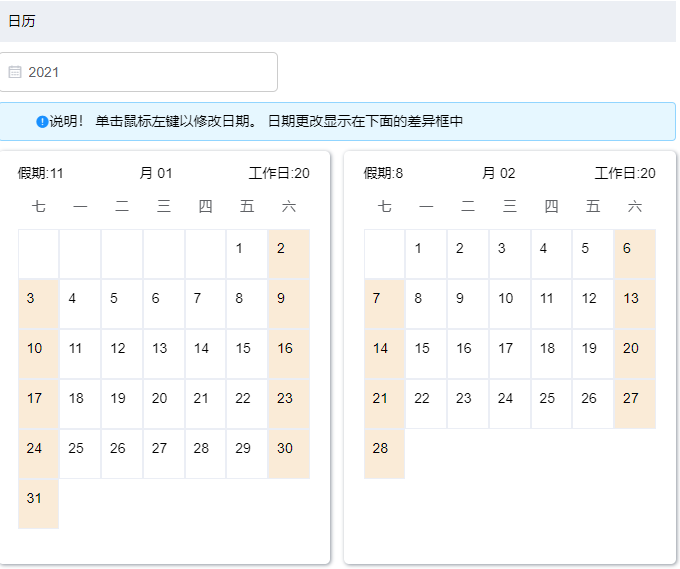 日历
2021
说明！ 单击鼠标左键以修改日期。 日期更改显示在下面的差异框中
假期:11 月 01 工作日:20
七 一 二 三 四 五 六
1 2
3 4 5 6 7 8 9
10 11 12 13 14 15 16
17 18 19 20 21 22 23
24 25 26 27 28 29 30
31
假期:8 月 02 工作日:20
七 一 二 三 四 五 六
1 2 3 4 5 6
7 8 9 10 11 12 13
14 15 16 17 18 19 20
21 22 23 24 25 26 27
28